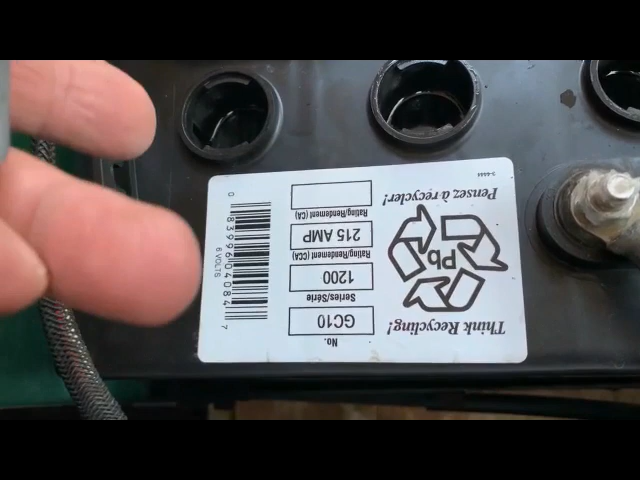 Think Recycling!
Pb
Pensez à recycler!
No.
GC10
Series/Série
1200
Rating/Rendement (CCA)
215 AMP
Rating/Rendement (CA)
6 VOLTS
0 83996 04084 7